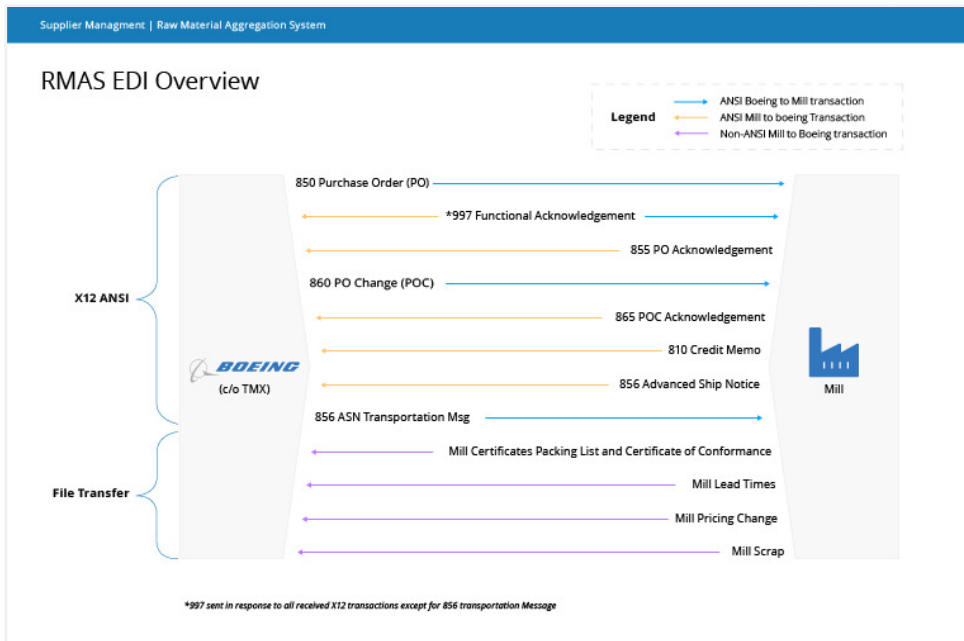 Supplier Managment | Raw Material Aggregation System
RMAS EDI Overview
Legend
ANSI Boeing to Mill transaction
ANSI Mill to boeing Transaction
Non-ANSI Mill to Boeing transaction
850 Purchase Order (PO)
*997 Functional Acknowledgement
855 PO Acknowledgement
860 PO Change (POC)
X12 ANSI
865 POC Acknowledgement
810 Credit Memo
BOEING
(c/o TMX)
Mill
856 Advanced Ship Notice
856 ASN Transportation Msg
Mill Certificates Packing List and Certificate of Conformance
Mill Lead Times
File Transfer
Mill Pricing Change
Mill Scrap
*997 sent in response to all received X12 transactions except for 856 transportation Message